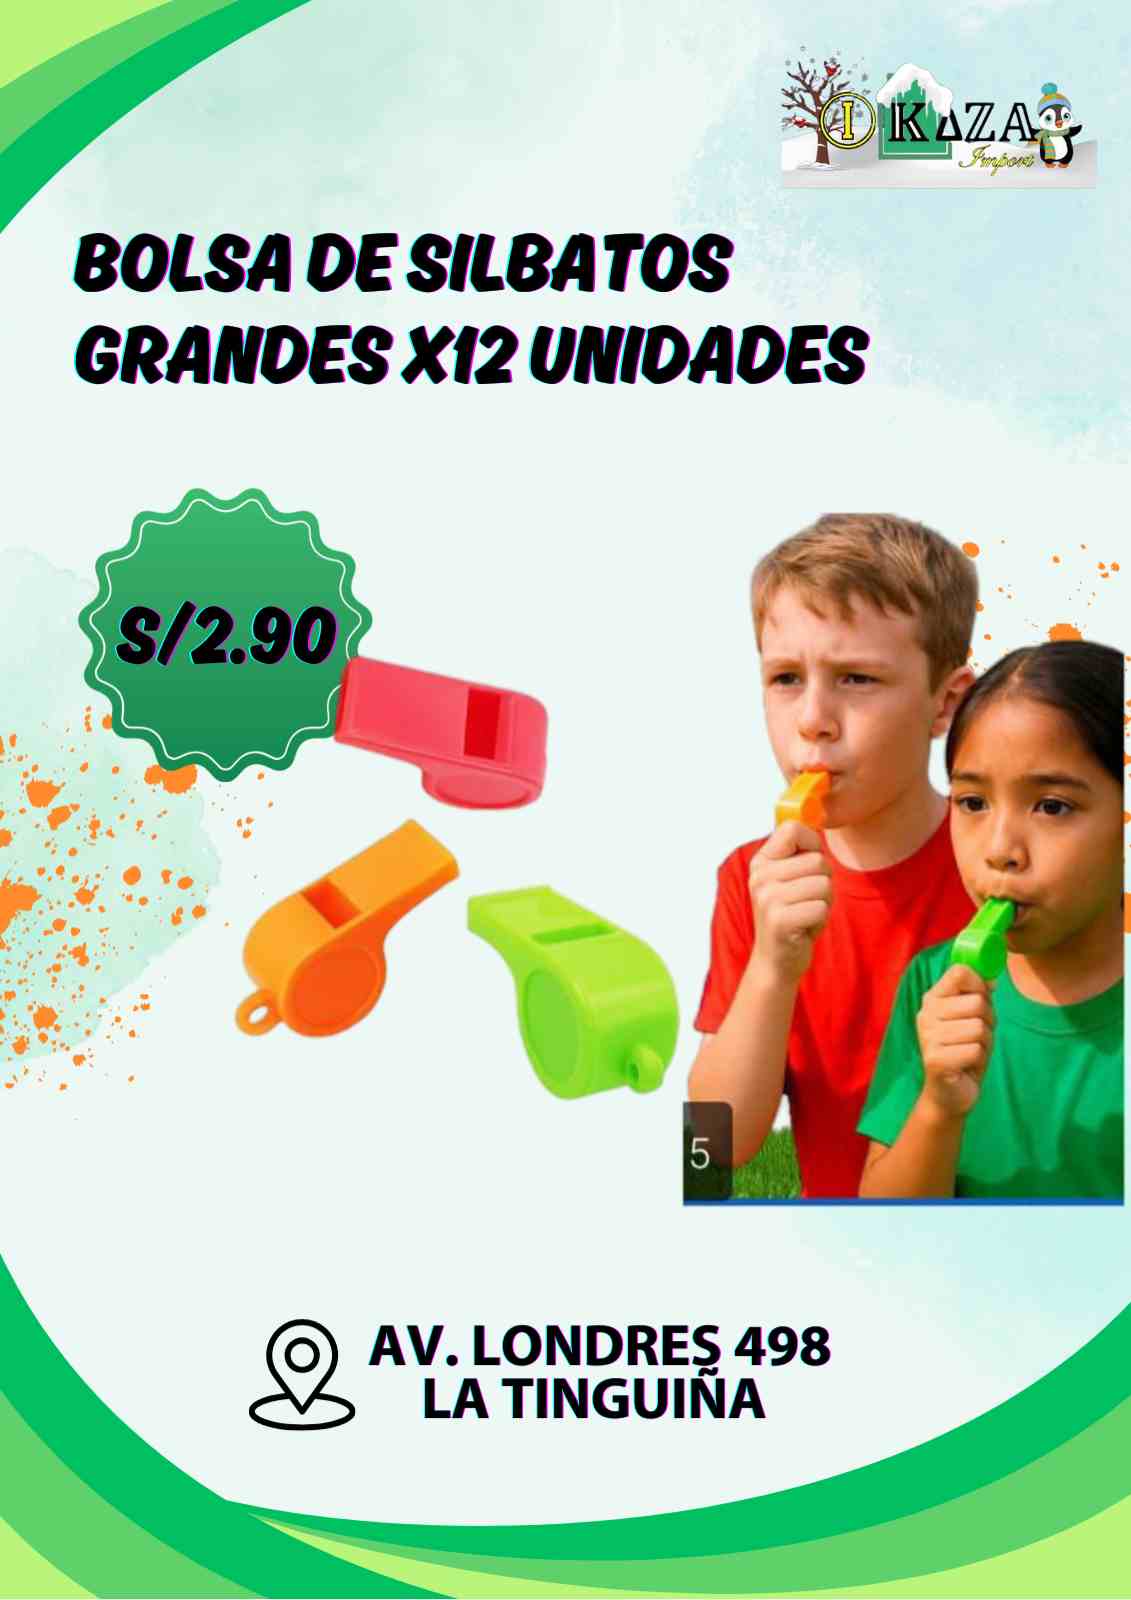 I KAZA
Import
BOLSA DE SILBATOS
GRANDES X12 UNIDADES
S/2.90
5
AV. LONDRES 498
LA TINGUIÑA